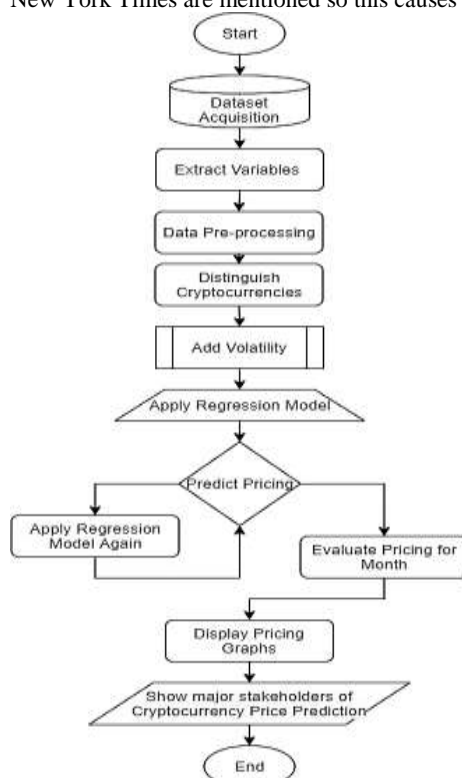 New York Times are mentioned so this causes
Start
Dataset
Acquisition
Extract Variables
Data Pre-processing
Distinguish
Cryptocurrencies
Add Volatility
Apply Regression Model
Predict Pricing
Apply Regression
Model Again
Evaluate Pricing for
Month
Display Pricing
Graphs
Show major stakeholders of
Cryptocurrency Price Prediction
End